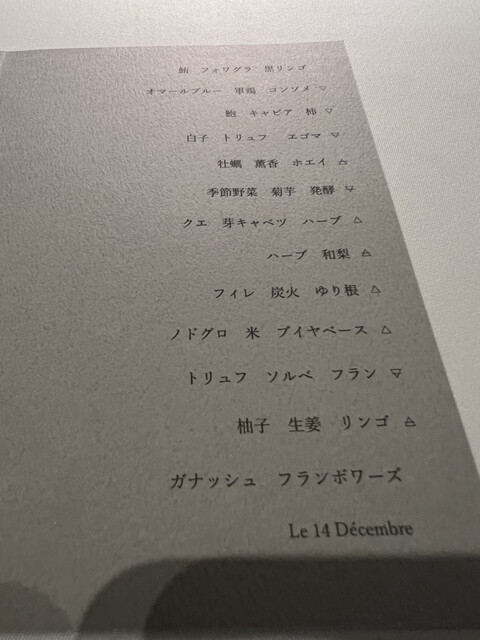 鮪 フォワグラ 黒リンゴ
オマールブルー 軍鶏 コンソメ ▽
鮑 キャビア 柿 ▽
白子 トリュフ エゴマ ▽
牡蠣 薫香 ホエイ △
季節野菜 菊芋 発酵 ▽
クエ 芽キャベツ ハーブ △
ハーブ 和梨 △
フィレ 炭火 ゆり根 △
ノドグロ 米 ブイヤベース △
トリュフ ソルベ フラン ▽
柚子 生姜 リンゴ △
ガナッシュ フランボワーズ
Le 14 Décembre